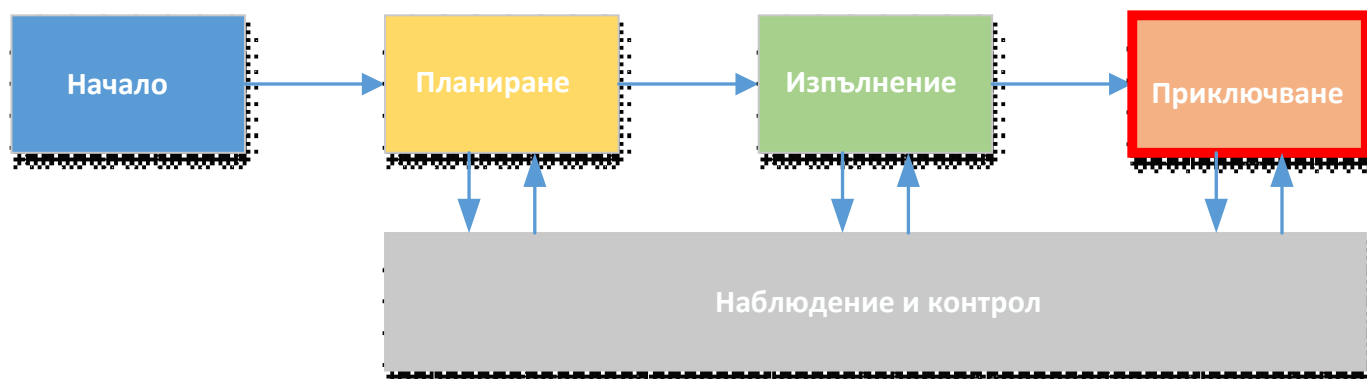 Начало
Планиране
Изпълнение
Приключване
Наблюдение и контрол